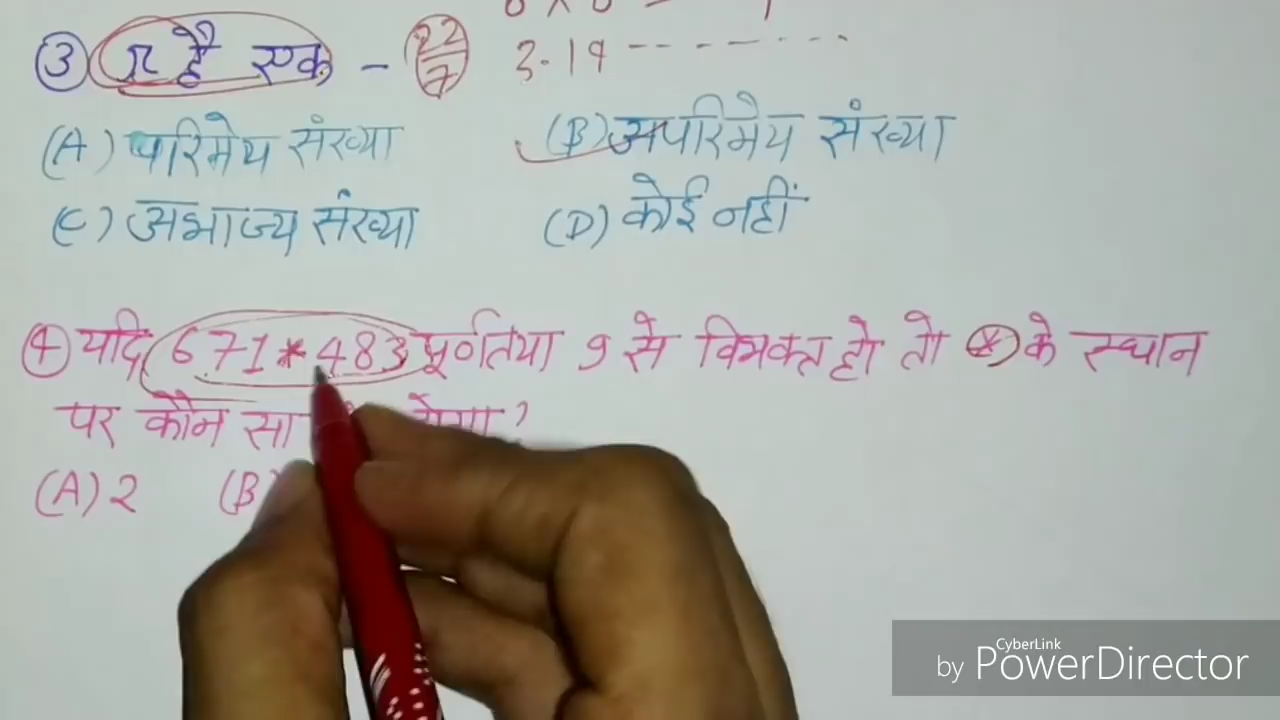 (3) π है एक - 22/7 3.14 ---------
(A) परिमेय संख्या (B) अपरिमेय संख्या
(C) अभाज्य संख्या (D) कोई नहीं
(4) यदि 671*483 पूर्णतया 9 से विभक्त हो तो (*) के स्थान
पर कौन सा ?
(A) 2 (B)
CyberLink
by PowerDirector